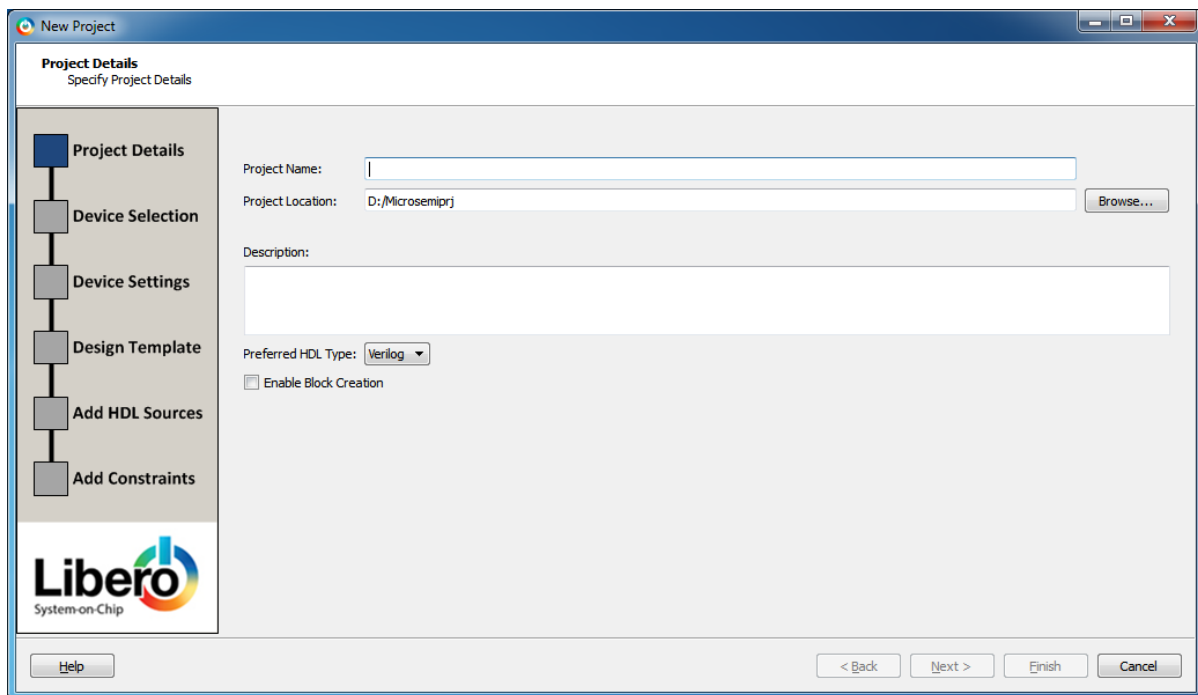 New Project
Project Details
Specify Project Details
Project Details
Device Selection
Device Settings
Design Template
Add HDL Sources
Add Constraints
Libero
System-on-Chip
Project Name:
Project Location: D:/Microsemiprj Browse...
Description:
Preferred HDL Type: Verilog
Enable Block Creation
Help < Back Next > Finish Cancel